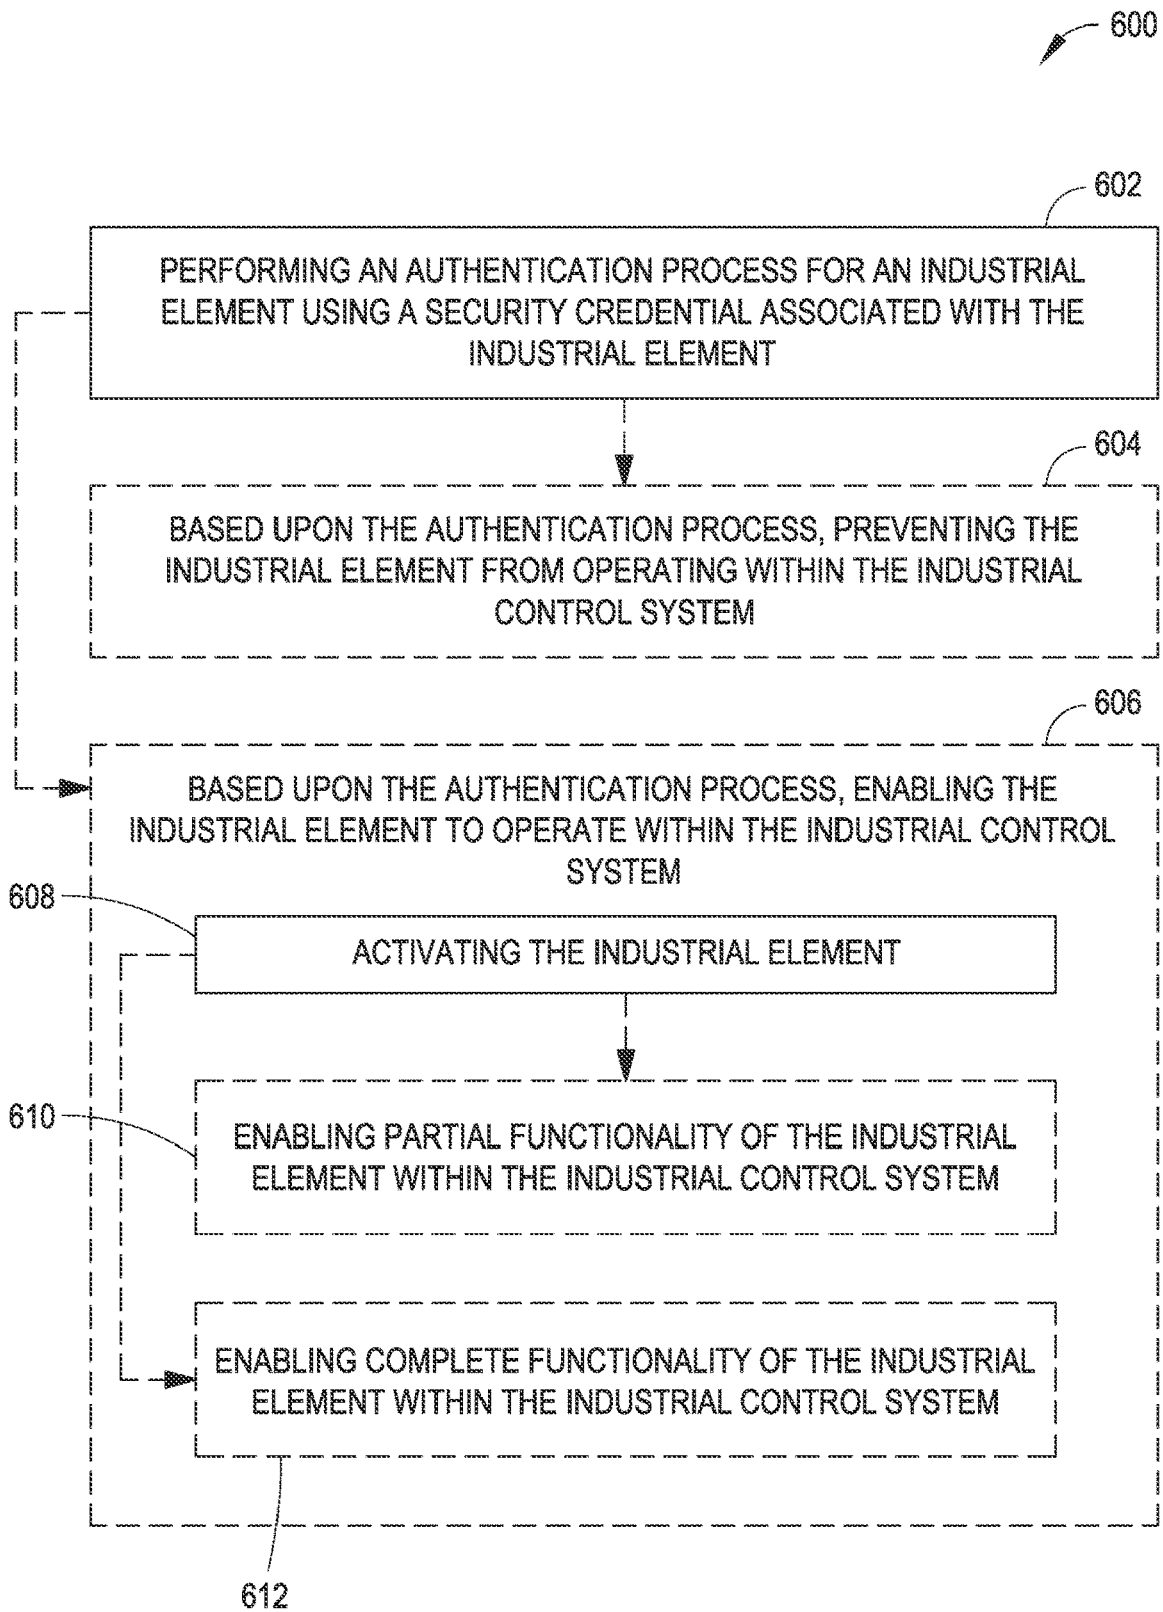 600
602
PERFORMING AN AUTHENTICATION PROCESS FOR AN INDUSTRIAL
ELEMENT USING A SECURITY CREDENTIAL ASSOCIATED WITH THE
INDUSTRIAL ELEMENT
604
BASED UPON THE AUTHENTICATION PROCESS, PREVENTING THE
INDUSTRIAL ELEMENT FROM OPERATING WITHIN THE INDUSTRIAL
CONTROL SYSTEM
606
BASED UPON THE AUTHENTICATION PROCESS, ENABLING THE
INDUSTRIAL ELEMENT TO OPERATE WITHIN THE INDUSTRIAL CONTROL
SYSTEM
608
ACTIVATING THE INDUSTRIAL ELEMENT
610
ENABLING PARTIAL FUNCTIONALITY OF THE INDUSTRIAL
ELEMENT WITHIN THE INDUSTRIAL CONTROL SYSTEM
ENABLING COMPLETE FUNCTIONALITY OF THE INDUSTRIAL
ELEMENT WITHIN THE INDUSTRIAL CONTROL SYSTEM
612